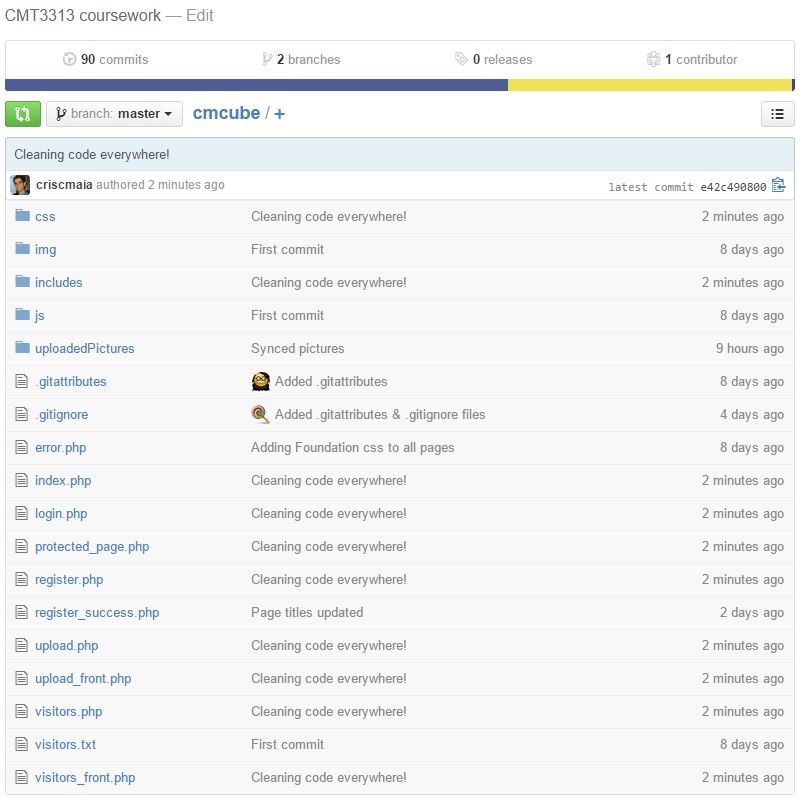 CMT3313 coursework — Edit
90 commits 2 branches 0 releases 1 contributor
branch: master cmcube / +
Cleaning code everywhere!
criscmaia authored 2 minutes ago latest commit e42c490800
css Cleaning code everywhere! 2 minutes ago
img First commit 8 days ago
includes Cleaning code everywhere! 2 minutes ago
js First commit 8 days ago
uploadedPictures Synced pictures 9 hours ago
.gitattributes Added .gitattributes 8 days ago
.gitignore Added .gitattributes & .gitignore files 4 days ago
error.php Adding Foundation css to all pages 8 days ago
index.php Cleaning code everywhere! 2 minutes ago
login.php Cleaning code everywhere! 2 minutes ago
protected_page.php Cleaning code everywhere! 2 minutes ago
register.php Cleaning code everywhere! 2 minutes ago
register_success.php Page titles updated 2 days ago
upload.php Cleaning code everywhere! 2 minutes ago
upload_front.php Cleaning code everywhere! 2 minutes ago
visitors.php Cleaning code everywhere! 2 minutes ago
visitors.txt First commit 8 days ago
visitors_front.php Cleaning code everywhere! 2 minutes ago